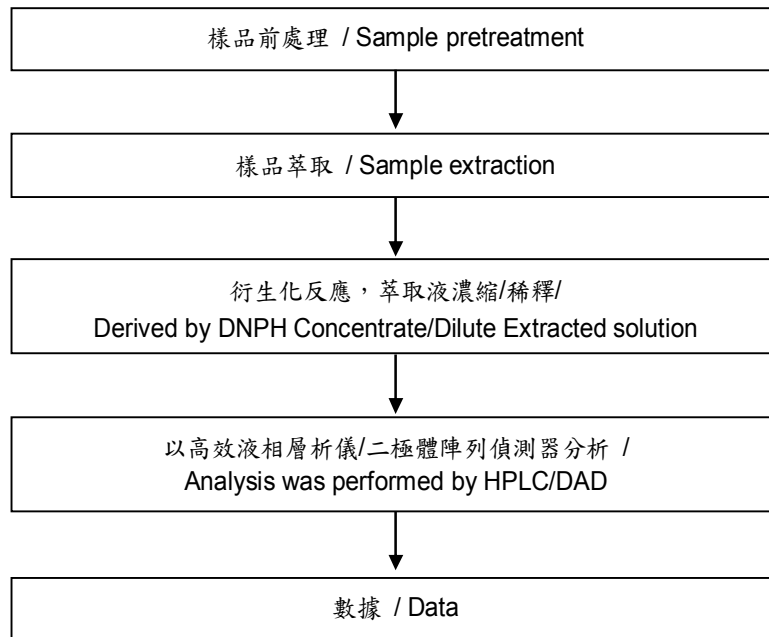 樣品前處理 / Sample pretreatment
樣品萃取 / Sample extraction
衍生化反應，萃取液濃縮/稀釋/
Derived by DNPH Concentrate/Dilute Extracted solution
以高效液相層析儀/二極體陣列偵測器分析 /
Analysis was performed by HPLC/DAD
數據 / Data